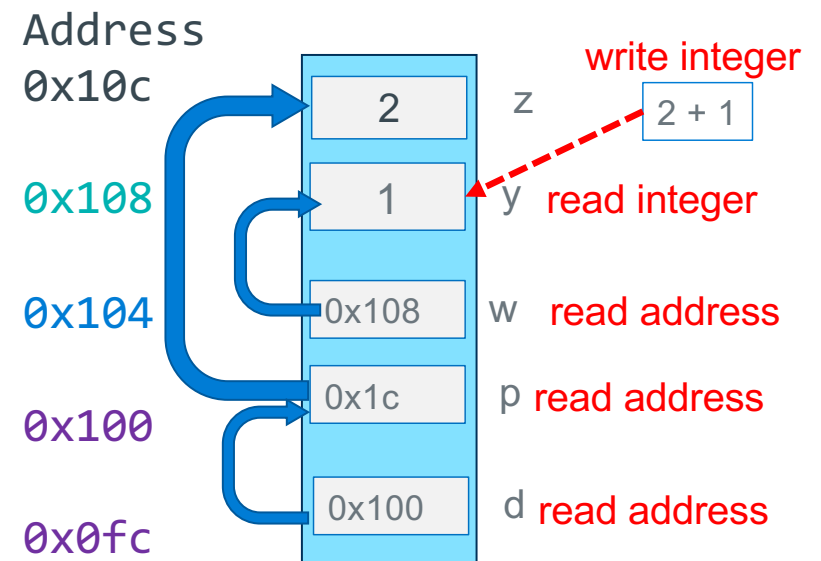 Address
write integer
0x10c
2
z
2 + 1
0x108
1
y
read integer
0x104
0x108
w
read address
0x1c
p
read address
0x100
0x100
d
read address
0x0fc